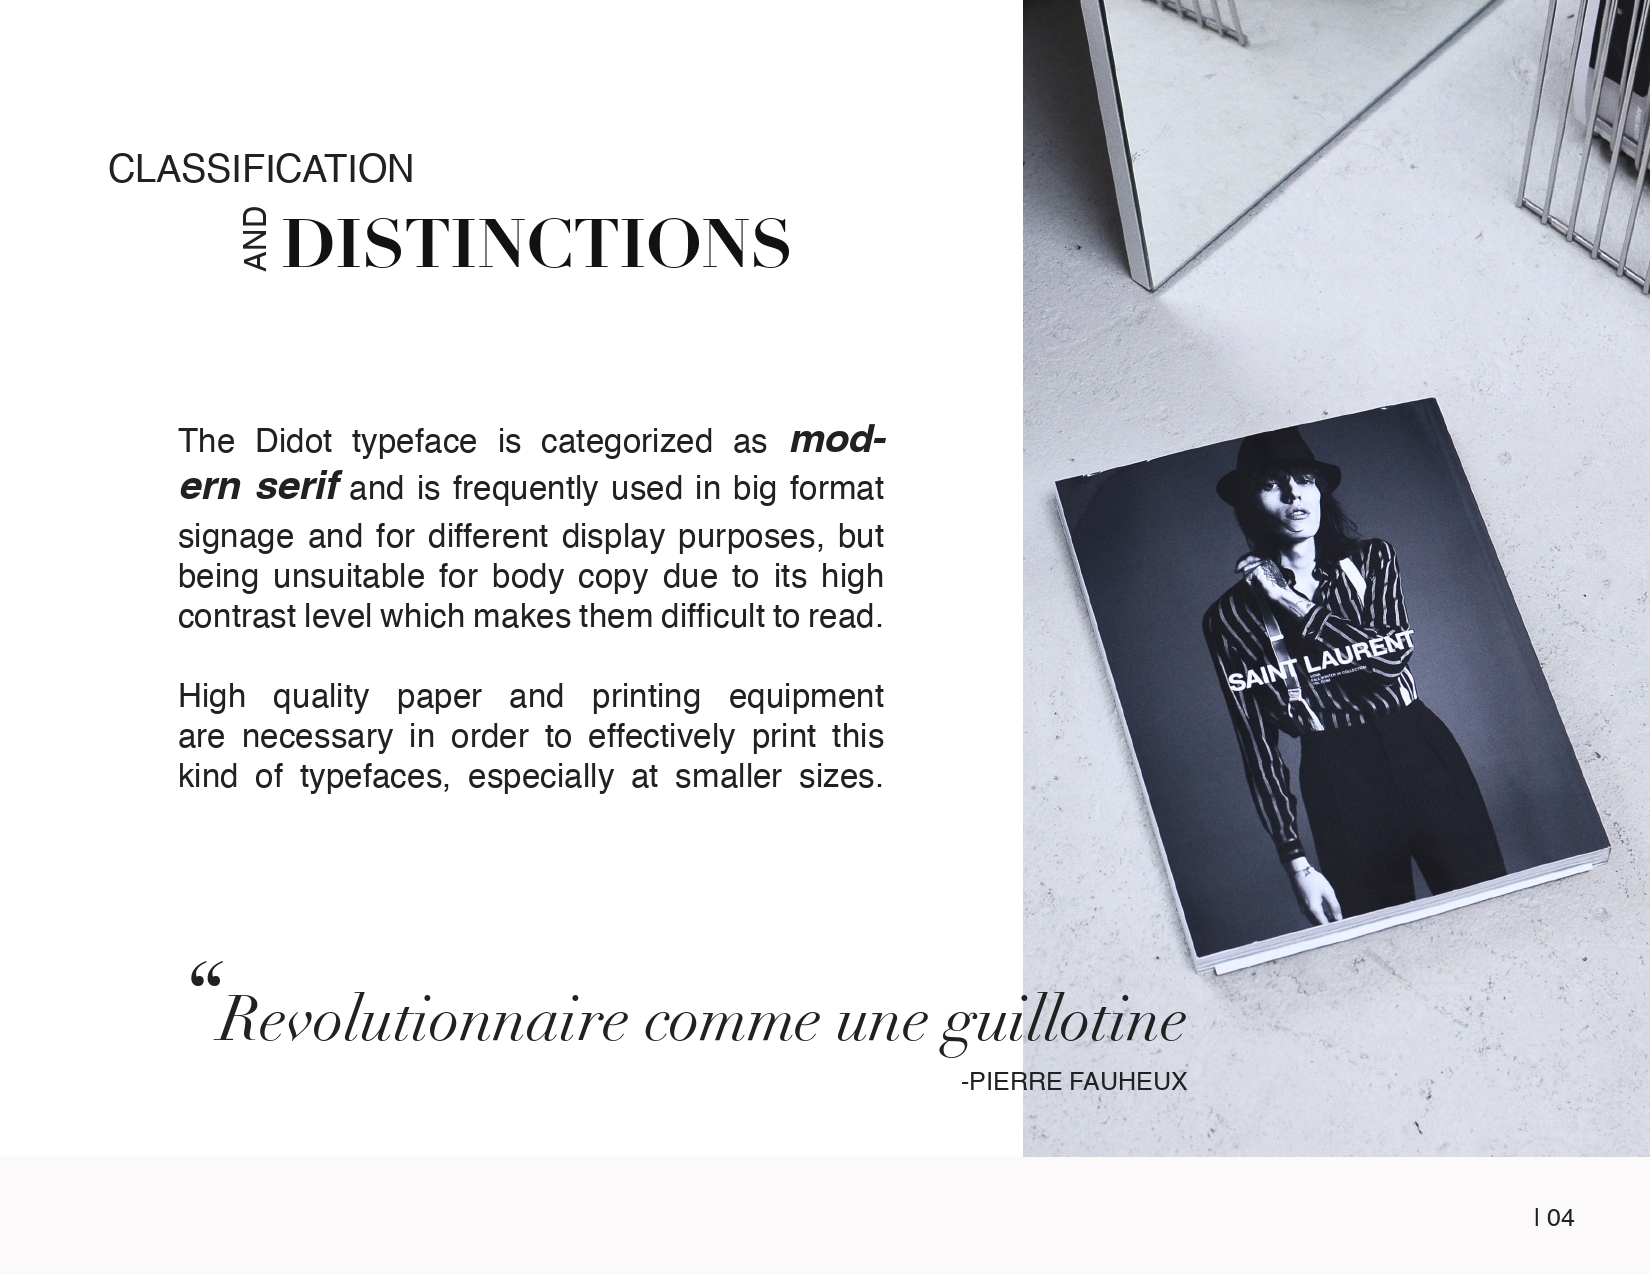 CLASSIFICATION
AND DISTINCTIONS
The Didot typeface is categorized as mod-
ern serif and is frequently used in big format
signage and for different display purposes, but
being unsuitable for body copy due to its high
contrast level which makes them difficult to read.
High quality paper and printing equipment
are necessary in order to effectively print this
kind of typefaces, especially at smaller sizes.
SAINT LAURENT
“Revolutionnaire comme une guillotine
-PIERRE FAUHEUX
| 04